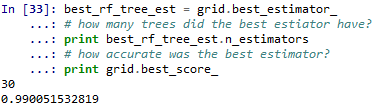 In [33]: best_rf_tree_est = grid.best_estimator_
...: # how many trees did the best estiator have?
...: print best_rf_tree_est.n_estimators
...: # how accurate was the best estimator?
...: print grid.best_score_
30
0.990051532819